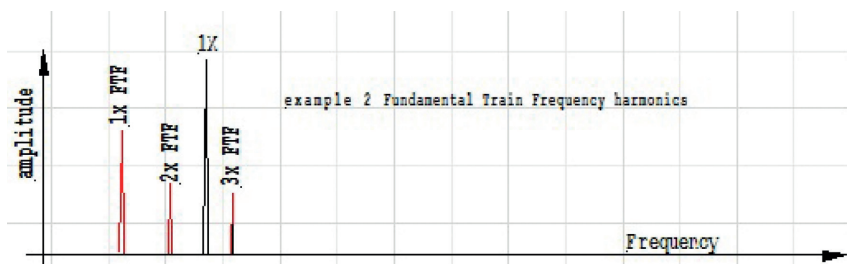 1X
1x FTF
example 2 Fundamental Train Frequency harmonics
amplitude
2x FTF
3x FTF
Frequency